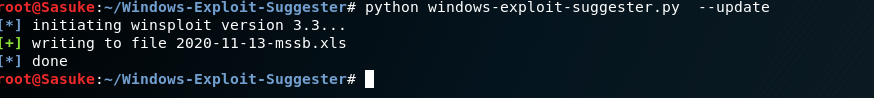 root@Sasuke:~/Windows-Exploit-Suggester# python windows-exploit-suggester.py  --update
[*] initiating winsploit version 3.3...
[+] writing to file 2020-11-13-mssb.xls
[*] done
root@Sasuke:~/Windows-Exploit-Suggester#